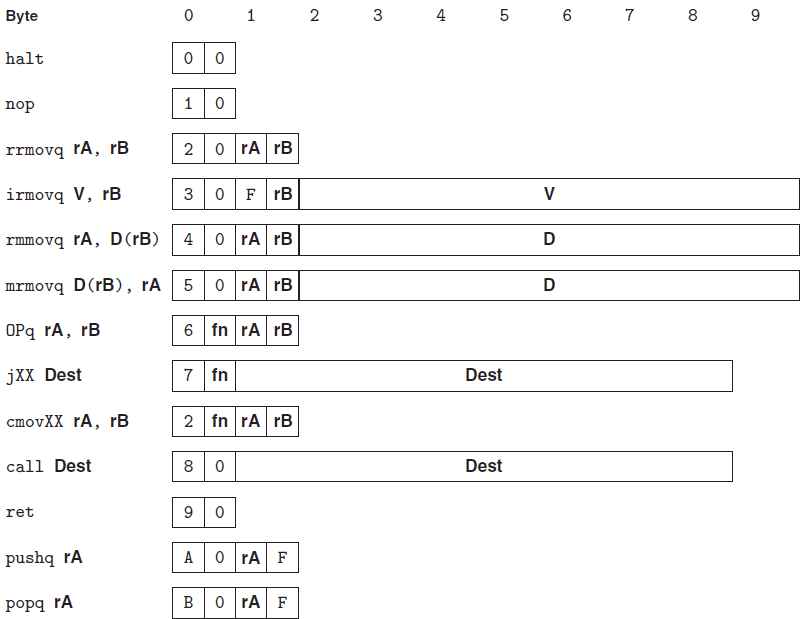 Byte 0 1 2 3 4 5 6 7 8 9
halt 0 0
nop 1 0
rrmovq rA, rB 2 0 rA rB
irmovq V, rB 3 0 F rB V
rmmovq rA, D(rB) 4 0 rA rB D
mrmovq D(rB), rA 5 0 rA rB D
OPq rA, rB 6 fn rA rB
jXX Dest 7 fn Dest
cmovXX rA, rB 2 fn rA rB
call Dest 8 0 Dest
ret 9 0
pushq rA A 0 rA F
popq rA B 0 rA F